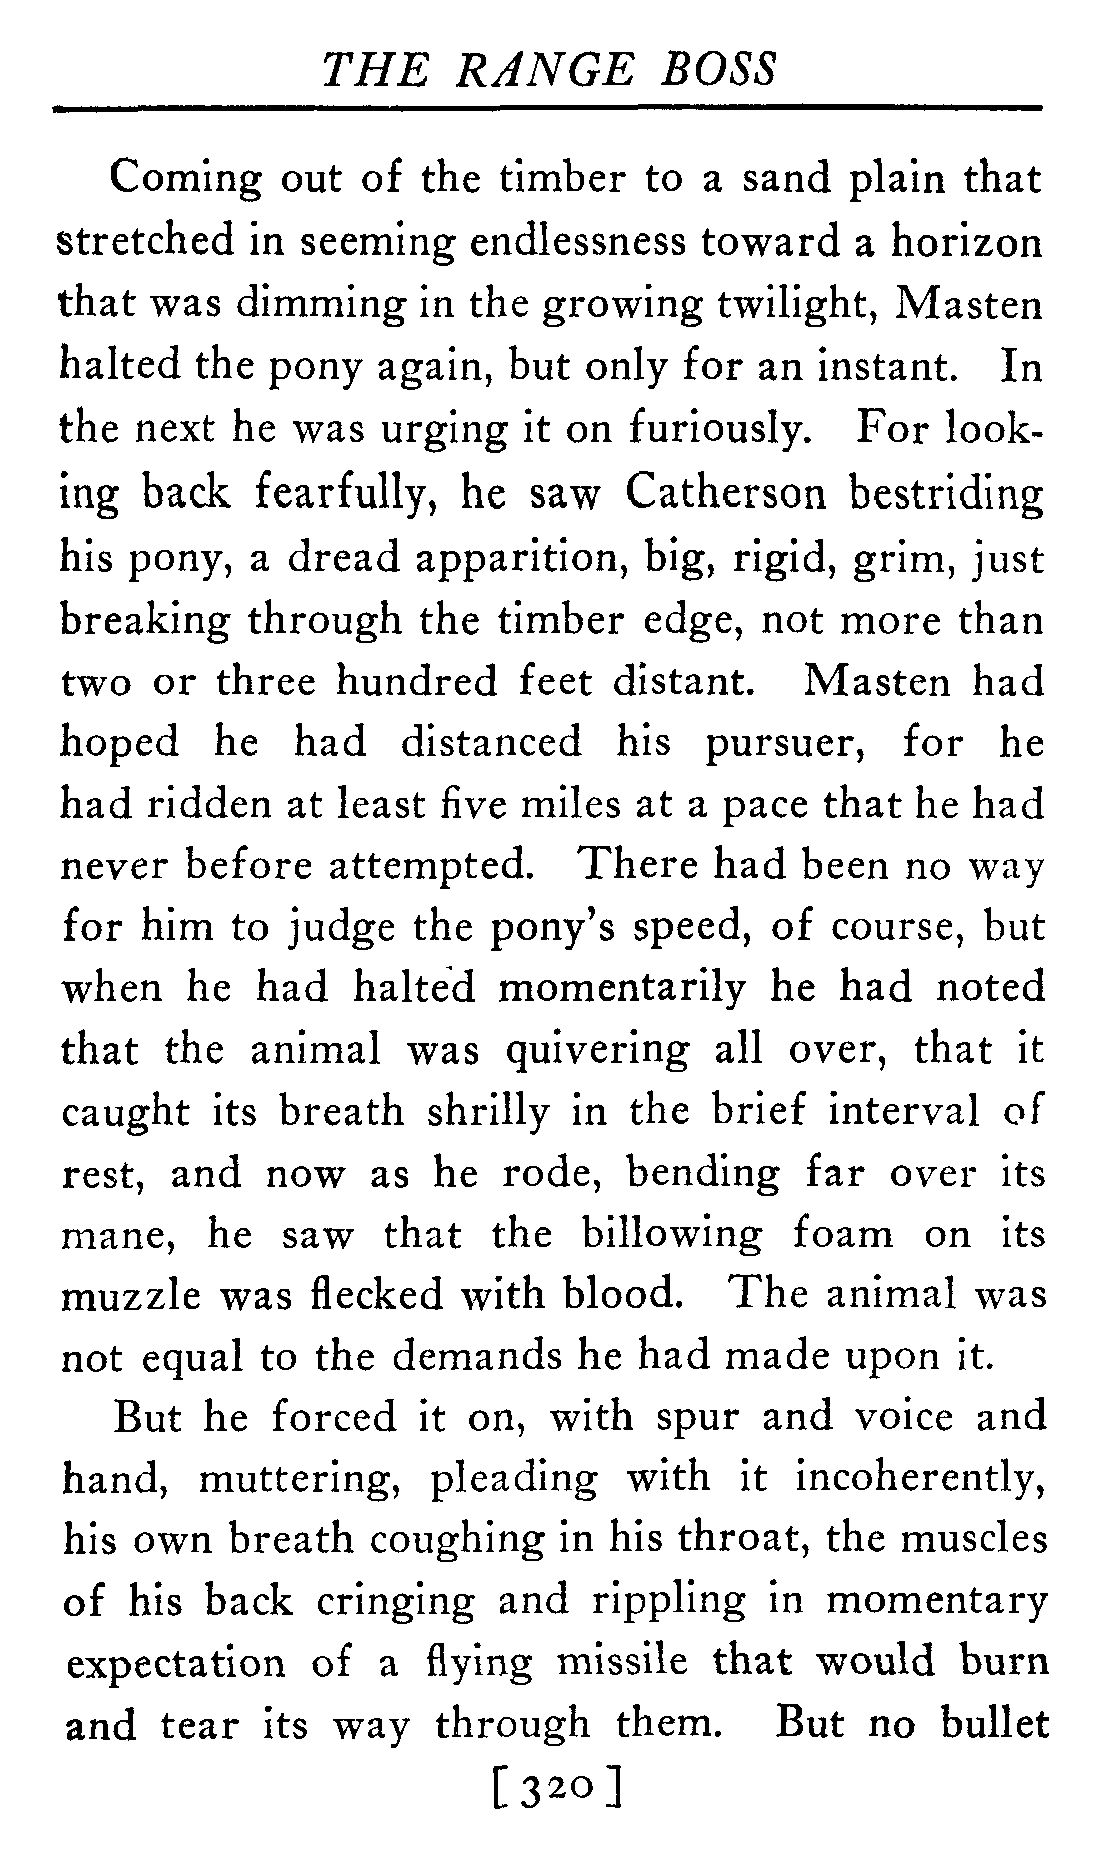 THE RANGE BOSS
Coming out of the timber to a sand plain that
stretched in seeming endlessness toward a horizon
that was dimming in the growing twilight, Masten
halted the pony again, but only for an instant. In
the next he was urging it on furiously. For look-
ing back fearfully, he saw Catherson bestriding
his pony, a dread apparition, big, rigid, grim, just
breaking through the timber edge, not more than
two or three hundred feet distant. Masten had
hoped he had distanced his pursuer, for he
had ridden at least five miles at a pace that he had
never before attempted. There had been no way
for him to judge the pony's speed, of course, but
when he had halted momentarily he had noted
that the animal was quivering all over, that it
caught its breath shrilly in the brief interval of
rest, and now as he rode, bending far over its
mane, he saw that the billowing foam on its
muzzle was flecked with blood. The animal was
not equal to the demands he had made upon it.
But he forced it on, with spur and voice and
hand, muttering, pleading with it incoherently,
his own breath coughing in his throat, the muscles
of his back cringing and rippling in momentary
expectation of a flying missile that would burn
and tear its way through them. But no bullet
[ 320 ]